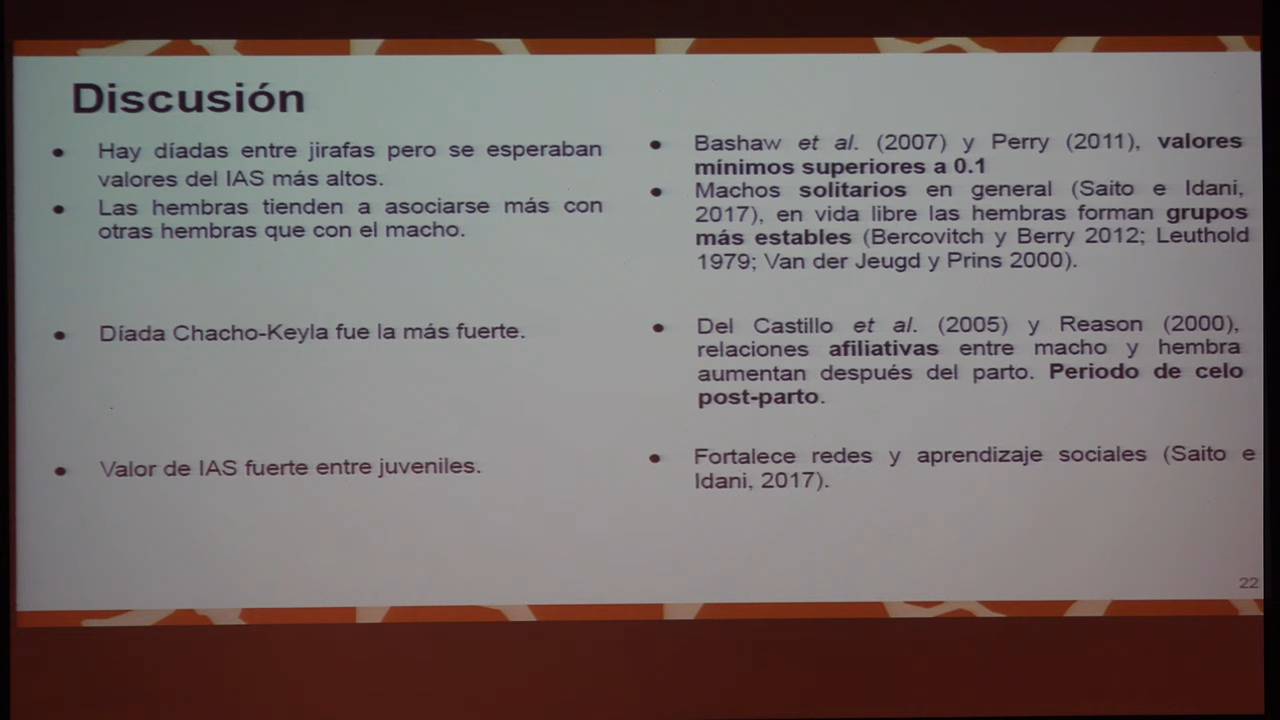 Discusión
Hay díadas entre jirafas pero se esperaban
valores del IAS más altos.
Las hembras tienden a asociarse más con
otras hembras que con el macho.
Díada Chacho-Keyla fue la más fuerte.
Valor de IAS fuerte entre juveniles.
Bashaw et al. (2007) y Perry (2011), valores
mínimos superiores a 0.1
Machos solitarios en general (Saito e Idani,
2017), en vida libre las hembras forman grupos
más estables (Bercovitch y Berry 2012; Leuthold
1979; Van der Jeugd y Prins 2000).
Del Castillo et al. (2005) y Reason (2000),
relaciones afiliativas entre macho y hembra
aumentan después del parto. Periodo de celo
post-parto.
Fortalece redes y aprendizaje sociales (Saito e
Idani, 2017).
22